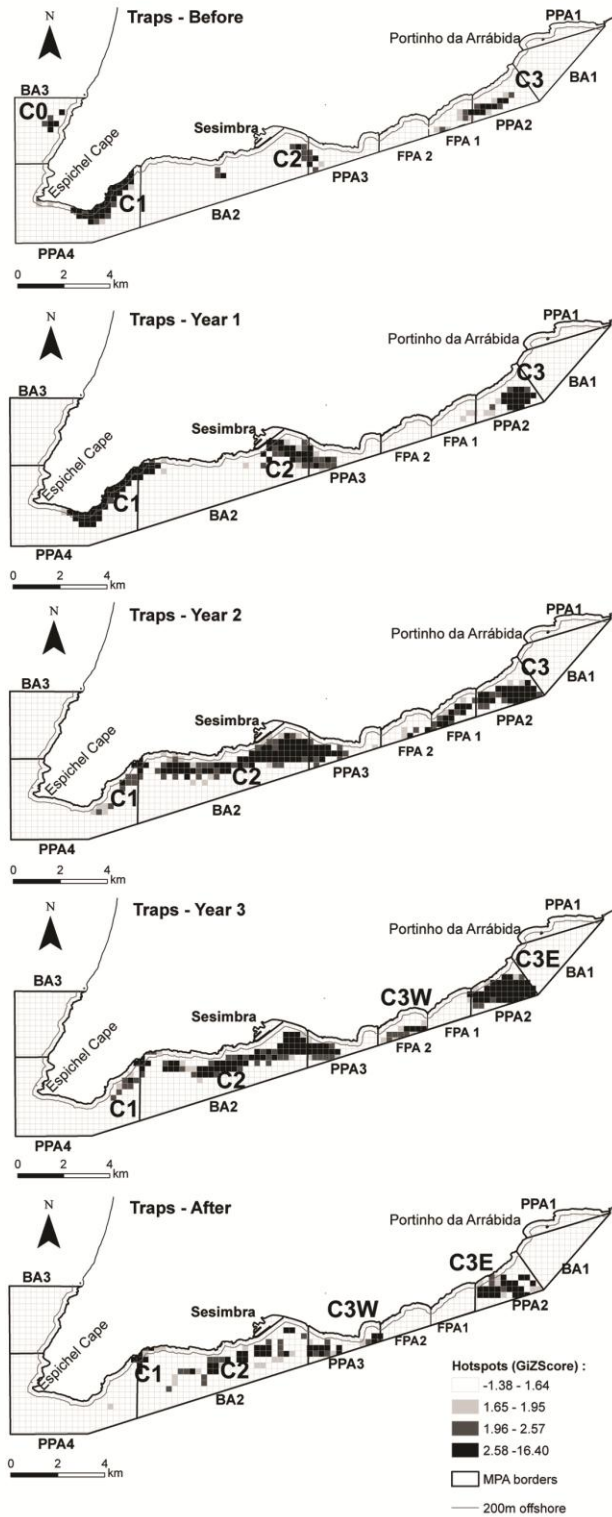 Traps - Before
N
PPA1
Portinho da Arrábida
BA3
C0
C3
BA1
Espichel Cape
Sesimbra
C2
FPA 1
PPA2
C1
FPA 2
PPA3
BA2
PPA4
0 2 4
km
Traps - Year 1
N
PPA1
Portinho da Arrábida
BA3
C3
BA1
Sesimbra
Espichel Cape
C2
FPA 1
PPA2
FPA 2
C1
PPA3
BA2
PPA4
0 2 4
km
Traps - Year 2
N
PPA1
Portinho da Arrábida
BA3
C3
BA1
Sesimbra
Espichel Cape
FPA 1
PPA2
FPA 2
C2
PPA3
C1
BA2
PPA4
0 2 4
km
Traps - Year 3
N
PPA1
Portinho da Arrábida
BA3
C3E
BA1
C3W
Sesimbra
FPA 1
PPA2
Espichel Cape
FPA 2
PPA3
C2
C1
BA2
PPA4
0 2 4
km
Traps - After
N
PPA1
Portinho da Arrábida
BA3
C3E
BA1
C3W
Sesimbra
PPA2
Espichel Cape
FPA1
FPA2
PPA3
C1
C2
BA2
PPA4
0 2 4
km
Hotspots (GiZScore) :
-1.38 - 1.64
1.65 - 1.95
1.96 - 2.57
2.58 -16.40
MPA borders
200m offshore